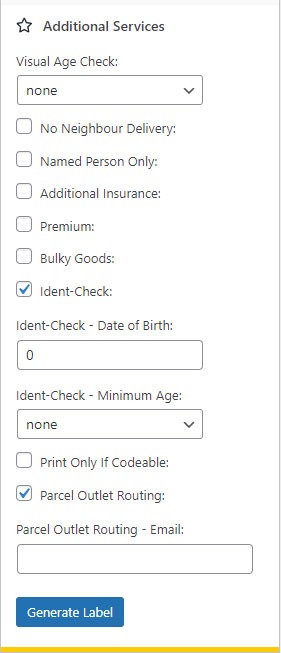 Additional Services
Visual Age Check:
none
No Neighbour Delivery:
Named Person Only:
Additional Insurance:
Premium:
Bulky Goods:
Ident-Check:
Ident-Check - Date of Birth:
0
Ident-Check - Minimum Age:
none
Print Only If Codeable:
Parcel Outlet Routing:
Parcel Outlet Routing - Email:
Generate Label